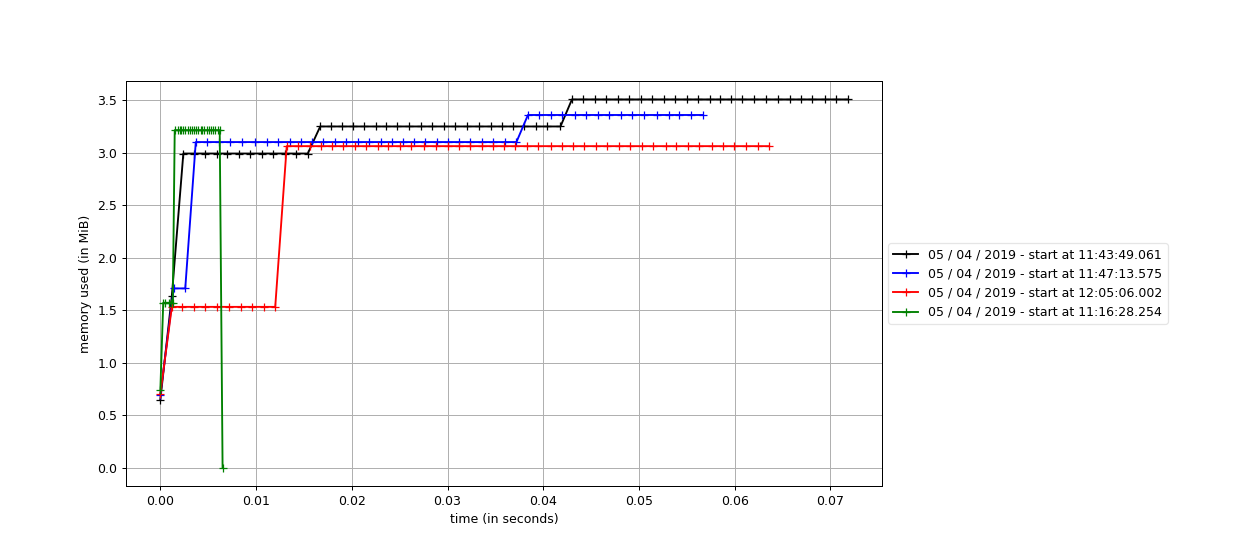 3.5
3.0
2.5
2.0
1.5
1.0
0.5
0.0
memory used (in MiB)
0.00 0.01 0.02 0.03 0.04 0.05 0.06 0.07
time (in seconds)
05 / 04 / 2019 - start at 11:43:49.061
05 / 04 / 2019 - start at 11:47:13.575
05 / 04 / 2019 - start at 12:05:06.002
05 / 04 / 2019 - start at 11:16:28.254